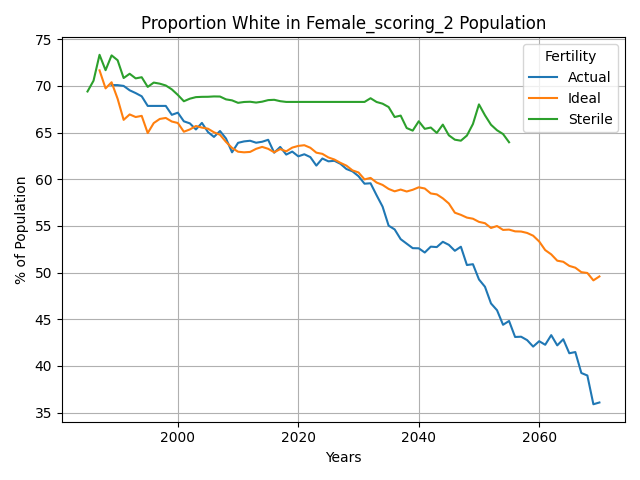 Proportion White in Female_scoring_2 Population
% of Population
75
70
65
60
55
50
45
40
35
Fertility
Actual
Ideal
Sterile
2000
2020
2040
2060
Years